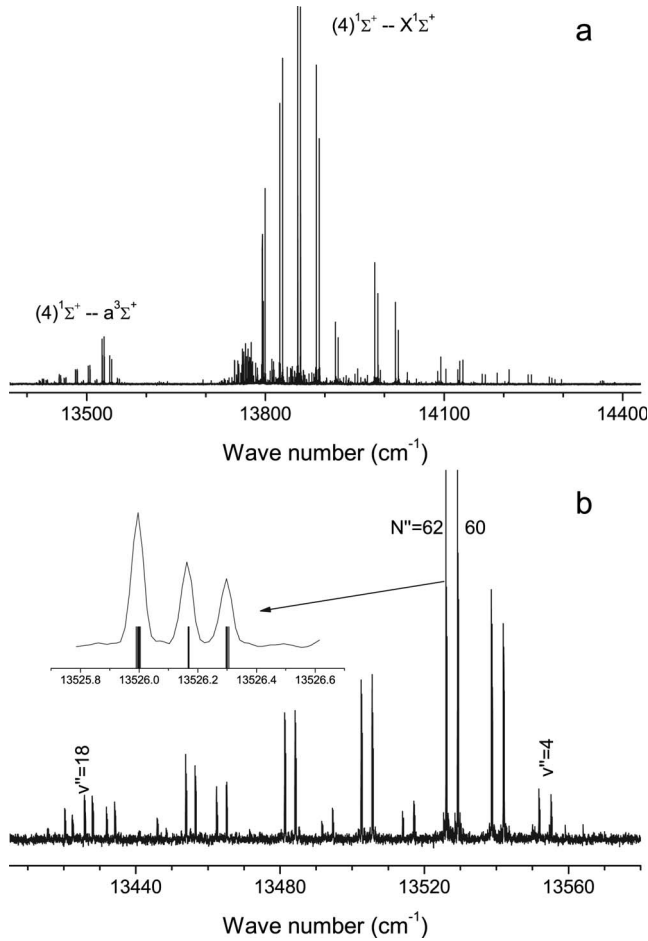 (4)¹Σ⁺ -- X¹Σ⁺
a
(4)¹Σ⁺ -- a³Σ⁺
13500 13800 14100 14400
Wave number (cm⁻¹)
b
N"=62 60
13525.8 13526.0 13526.2 13526.4 13526.6
v"=18
v"=4
13440 13480 13520 13560
Wave number (cm⁻¹)